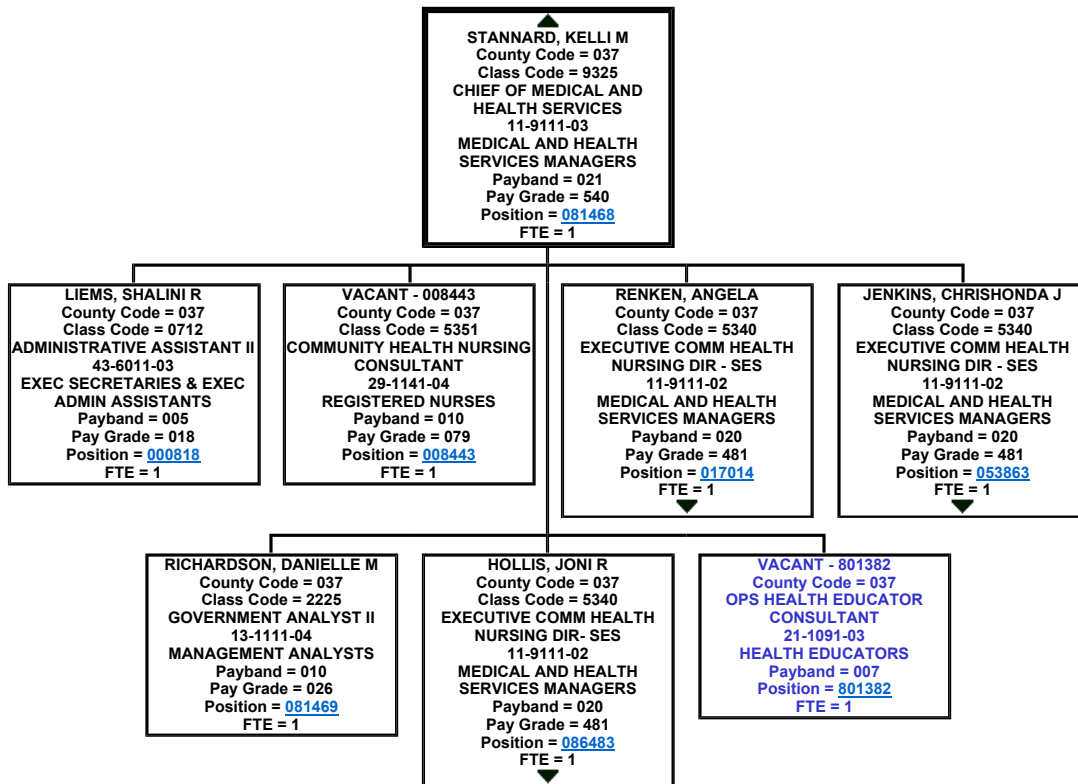 STANNARD, KELLI M
County Code = 037
Class Code = 9325
CHIEF OF MEDICAL AND
HEALTH SERVICES
11-9111-03
MEDICAL AND HEALTH
SERVICES MANAGERS
Payband = 021
Pay Grade = 540
Position = 081468
FTE = 1
LIEMS, SHALINI R
County Code = 037
Class Code = 0712
ADMINISTRATIVE ASSISTANT II
43-6011-03
EXEC SECRETARIES & EXEC
ADMIN ASSISTANTS
Payband = 005
Pay Grade = 018
Position = 000818
FTE = 1
VACANT - 008443
County Code = 037
Class Code = 5351
COMMUNITY HEALTH NURSING
CONSULTANT
29-1141-04
REGISTERED NURSES
Payband = 010
Pay Grade = 079
Position = 008443
FTE = 1
RENKEN, ANGELA
County Code = 037
Class Code = 5340
EXECUTIVE COMM HEALTH
NURSING DIR - SES
11-9111-02
MEDICAL AND HEALTH
SERVICES MANAGERS
Payband = 020
Pay Grade = 481
Position = 017014
FTE = 1
JENKINS, CHRISHONDA J
County Code = 037
Class Code = 5340
EXECUTIVE COMM HEALTH
NURSING DIR - SES
11-9111-02
MEDICAL AND HEALTH
SERVICES MANAGERS
Payband = 020
Pay Grade = 481
Position = 053863
FTE = 1
RICHARDSON, DANIELLE M
County Code = 037
Class Code = 2225
GOVERNMENT ANALYST II
13-1111-04
MANAGEMENT ANALYSTS
Payband = 010
Pay Grade = 026
Position = 081469
FTE = 1
HOLLIS, JONI R
County Code = 037
Class Code = 5340
EXECUTIVE COMM HEALTH
NURSING DIR- SES
11-9111-02
MEDICAL AND HEALTH
SERVICES MANAGERS
Payband = 020
Pay Grade = 481
Position = 086483
FTE = 1
VACANT - 801382
County Code = 037
OPS HEALTH EDUCATOR
CONSULTANT
21-1091-03
HEALTH EDUCATORS
Payband = 007
Position = 801382
FTE = 1